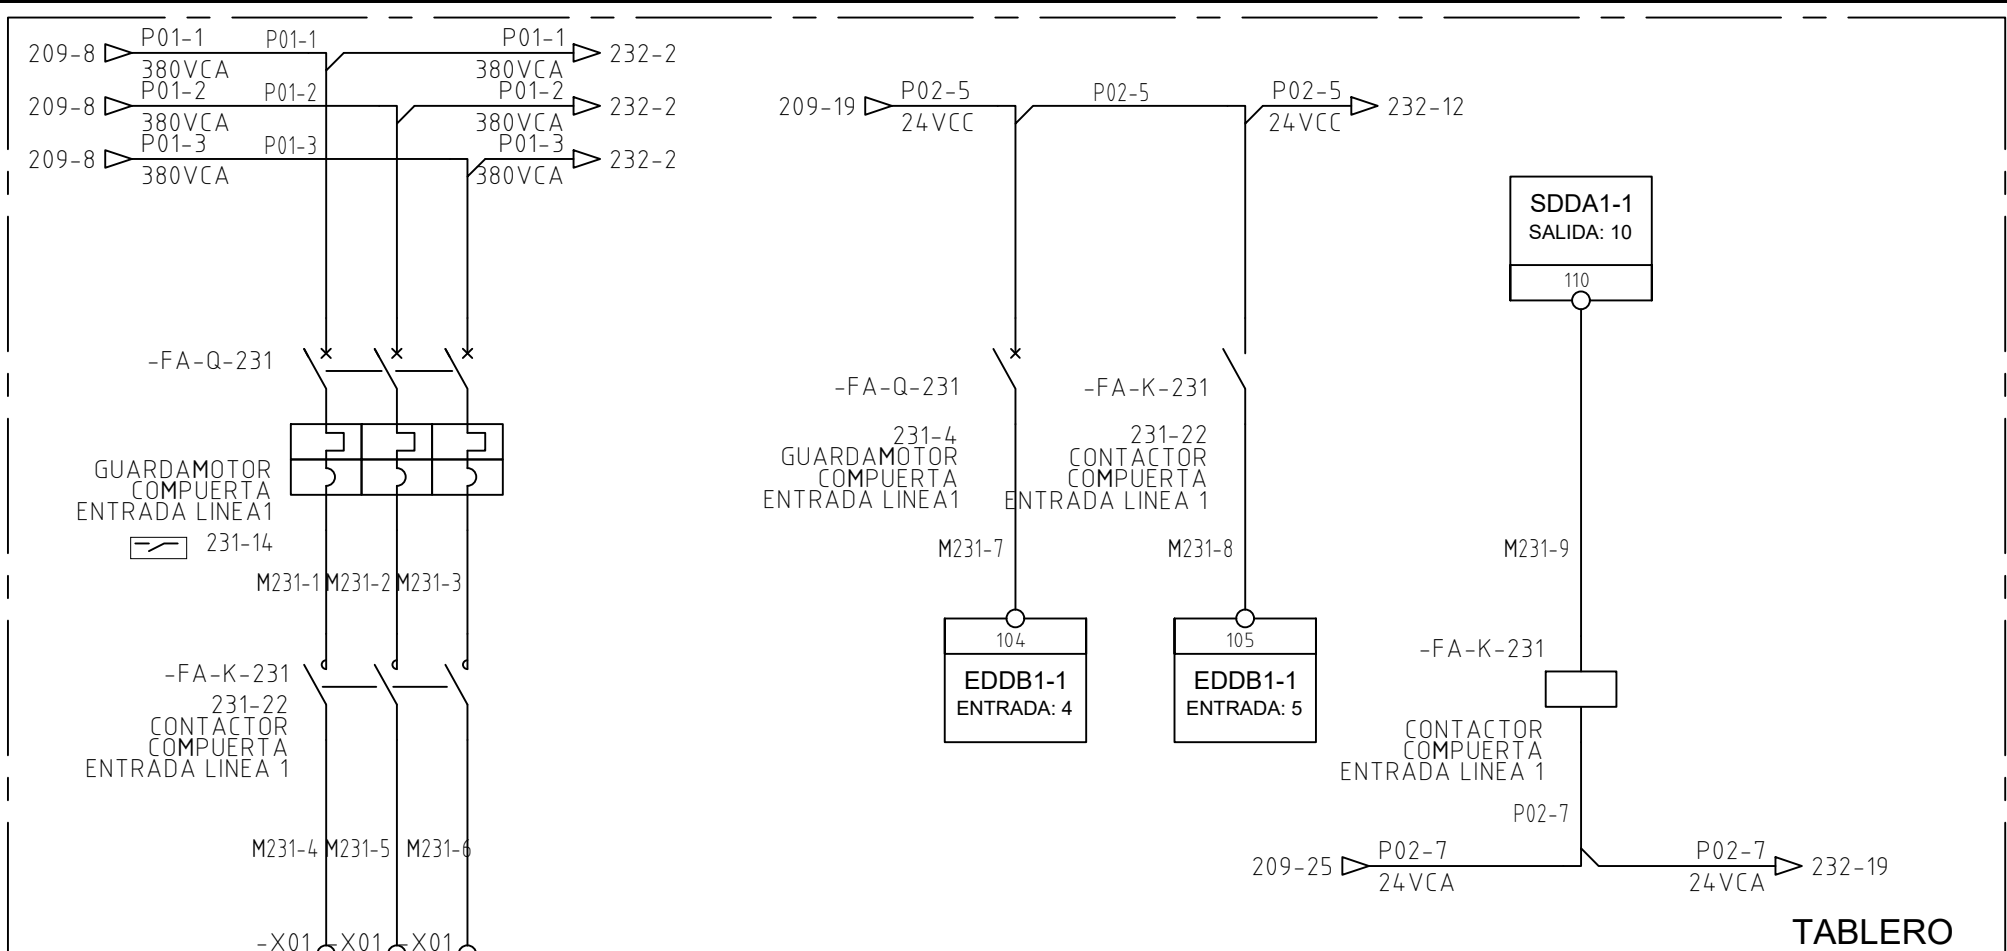 209-8 P01-1 P01-1 P01-1 232-2
380VCA 380VCA
209-8 P01-2 P01-2 P01-2 232-2
380VCA 380VCA
209-8 P01-3 P01-3 P01-3 232-2
380VCA 380VCA
-FA-Q-231
GUARDAMOTOR
COMPUERTA
ENTRADA LINEA1
231-14
M231-1 M231-2 M231-3
-FA-K-231
231-22
CONTACTOR
COMPUERTA
ENTRADA LINEA 1
M231-4 M231-5 M231-6
-X01 -X01 -X01
209-19 P02-5 P02-5 P02-5 232-12
24VCC 24VCC
-FA-Q-231
231-4
GUARDAMOTOR
COMPUERTA
ENTRADA LINEA1
M231-7
104
EDDB1-1
ENTRADA: 4
-FA-K-231
231-22
CONTACTOR
COMPUERTA
ENTRADA LINEA 1
M231-8
105
EDDB1-1
ENTRADA: 5
SDDA1-1
SALIDA: 10
110
M231-9
-FA-K-231
CONTACTOR
COMPUERTA
ENTRADA LINEA 1
P02-7
209-25 P02-7 P02-7 232-19
24VCA 24VCA
TABLERO